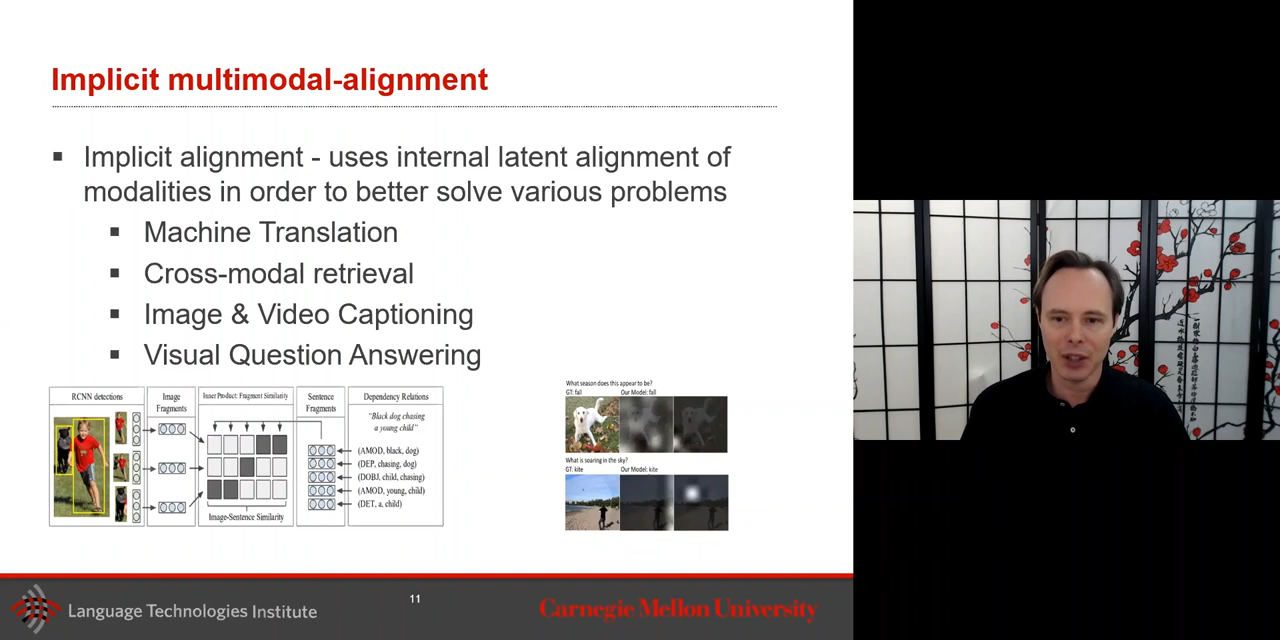 Implicit multimodal-alignment
Implicit alignment - uses internal latent alignment of
modalities in order to better solve various problems
Machine Translation
Cross-modal retrieval
Image & Video Captioning
Visual Question Answering
RCNN detections
Image
Fragments
Inner Product: Fragment Similarity
Image-Sentence Similarity
Sentence
Fragments
Dependency Relations
"Black dog chasing
a young child"
(AMOD, black, dog)
(DEP, chasing, dog)
(DOBJ, child, chasing)
(AMOD, young, child)
(DET, a, child)
What season does this appear to be?
GT: fall Our Model: fall
What is soaring in the sky?
GT: kite Our Model: kite
Language Technologies Institute
11
Carnegie Mellon University